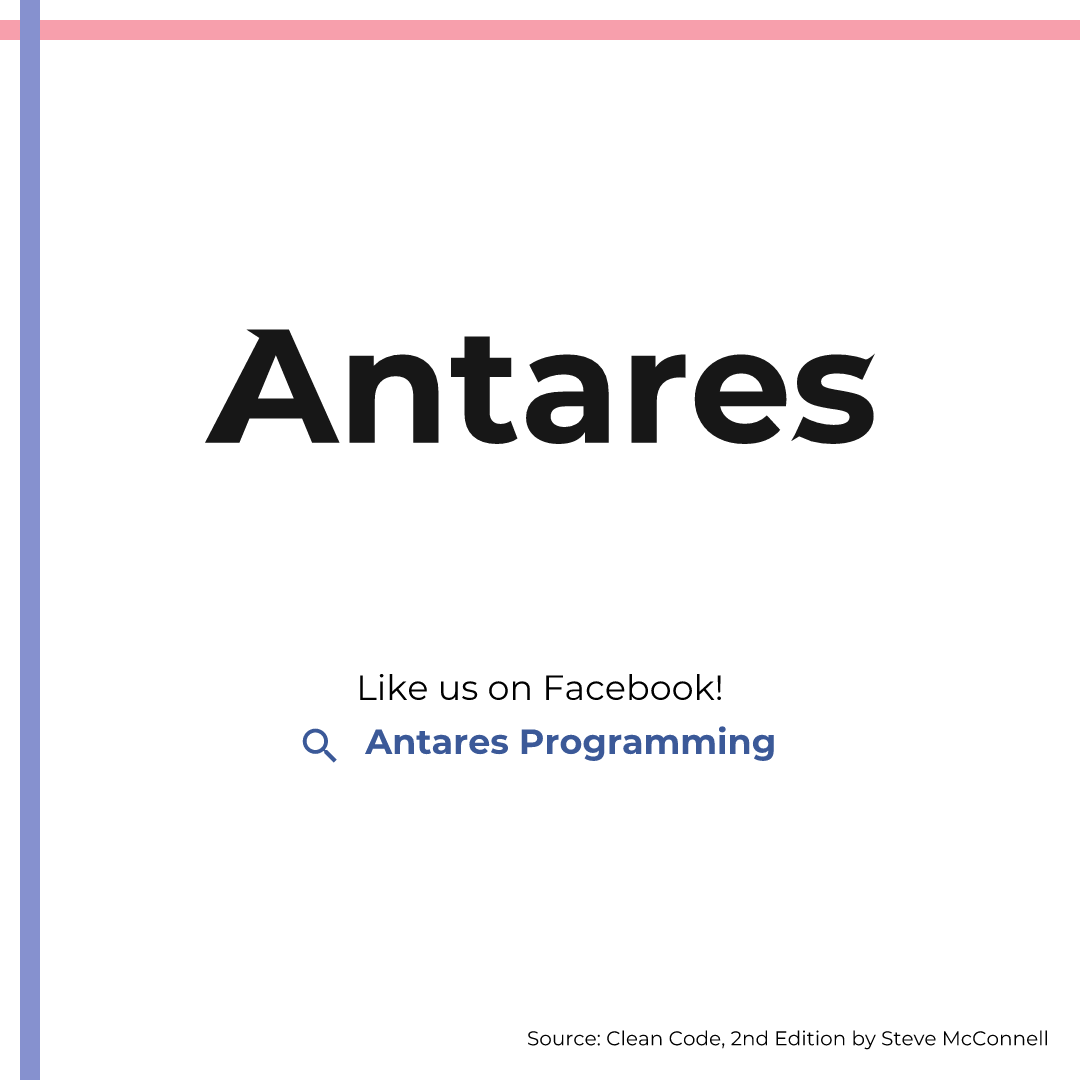 Antares
Like us on Facebook!
Antares Programming
Source: Clean Code, 2nd Edition by Steve McConnell